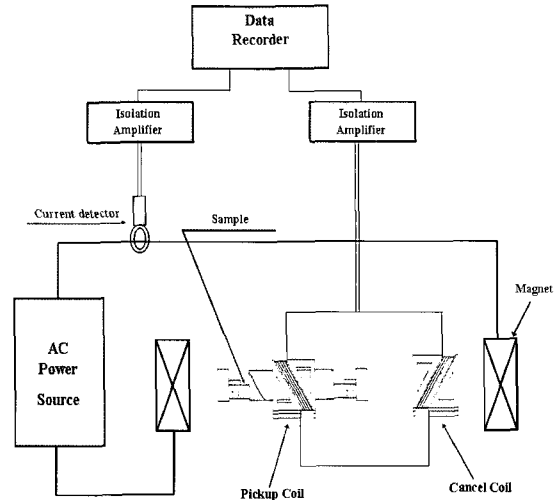 Data
Recorder
Isolation
Amplifier
Isolation
Amplifier
Current detector
Sample
Magnet
AC
Power
Source
Pickup Coil
Cancel Coil